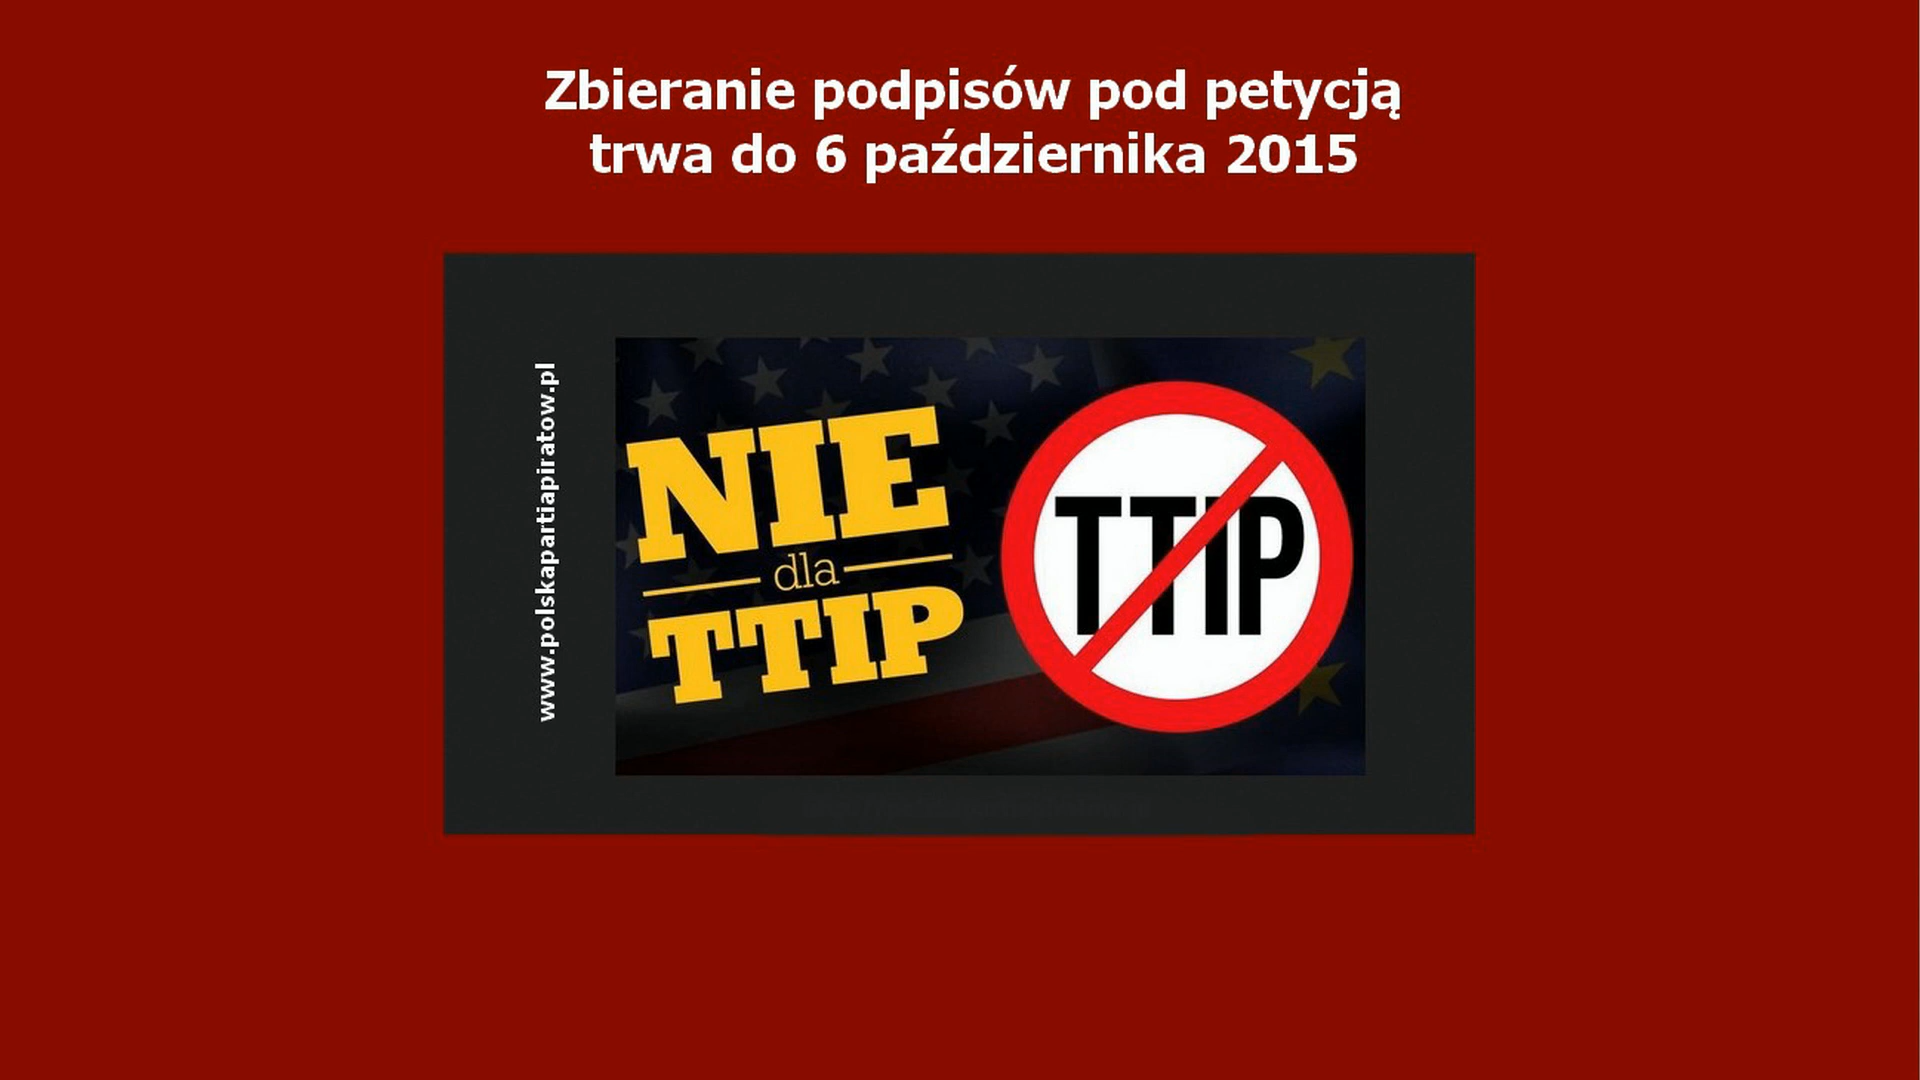 Zbieranie podpisów pod petycją
trwa do 6 października 2015
www.polskapartiapiratow.pl
NIE
dla
TTIP
TTIP